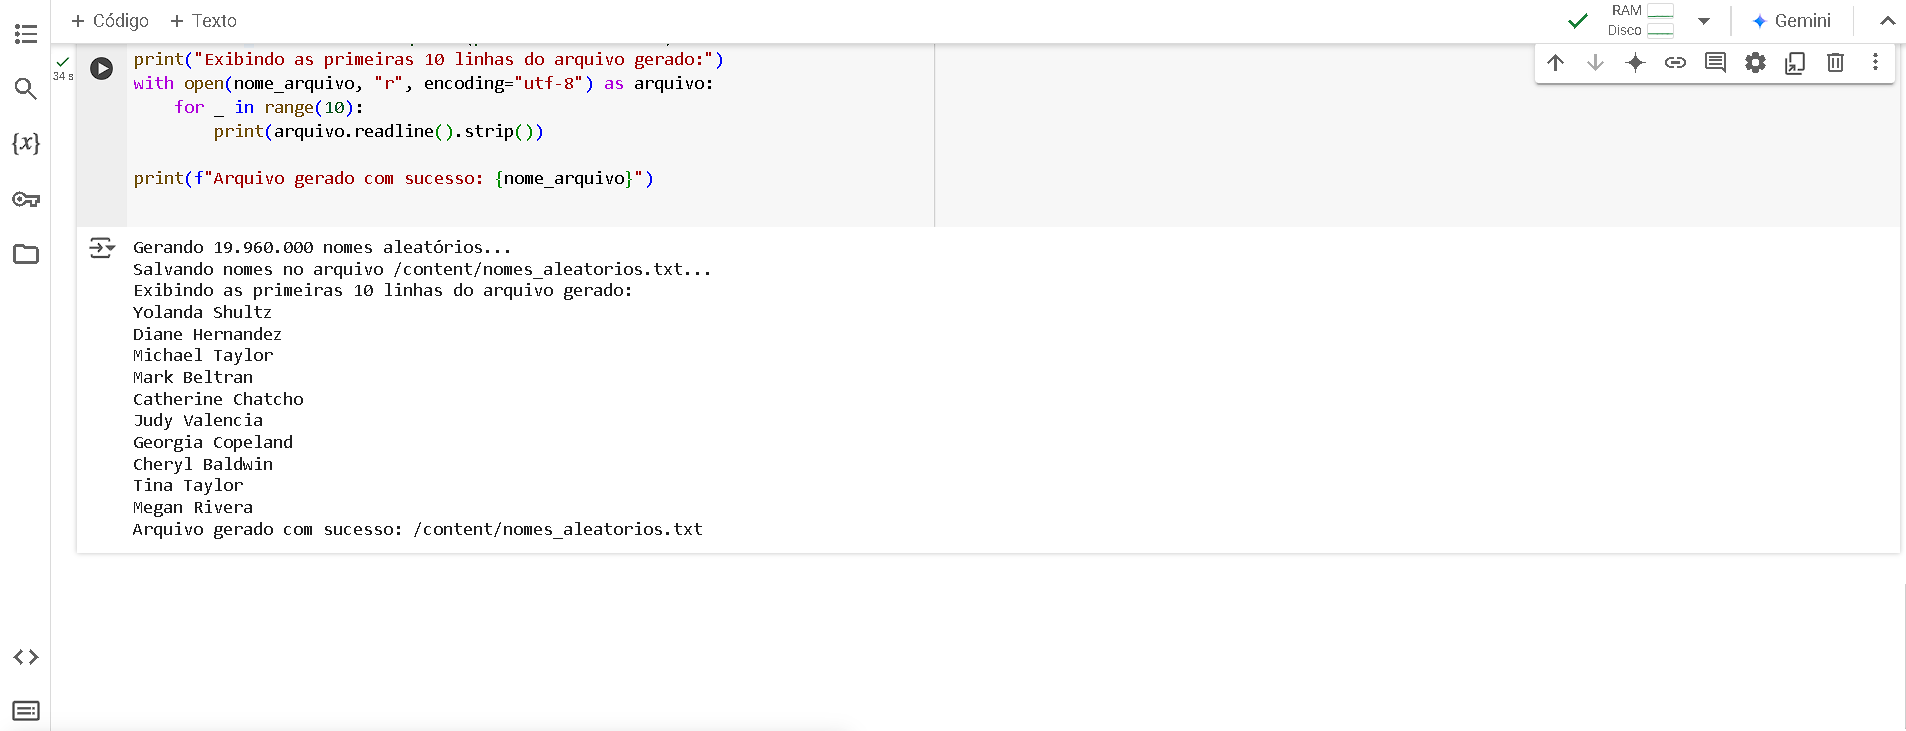 + Código + Texto
RAM
Disco
Gemini
34 s
print("Exibindo as primeiras 10 linhas do arquivo gerado:")
with open(nome_arquivo, "r", encoding="utf-8") as arquivo:
    for _ in range(10):
        print(arquivo.readline().strip())
print(f"Arquivo gerado com sucesso: {nome_arquivo}")
{x}
Gerando 19.960.000 nomes aleatórios...
Salvando nomes no arquivo /content/nomes_aleatorios.txt...
Exibindo as primeiras 10 linhas do arquivo gerado:
Yolanda Shultz
Diane Hernandez
Michael Taylor
Mark Beltran
Catherine Chatcho
Judy Valencia
Georgia Copeland
Cheryl Baldwin
Tina Taylor
Megan Rivera
Arquivo gerado com sucesso: /content/nomes_aleatorios.txt